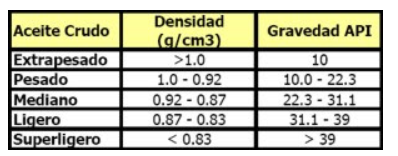 Aceite Crudo Densidad (g/cm3) Gravedad API
Extrapesado >1.0 10
Pesado 1.0 - 0.92 10.0 - 22.3
Mediano 0.92 - 0.87 22.3 - 31.1
Ligero 0.87 - 0.83 31.1 - 39
Superligero < 0.83 > 39